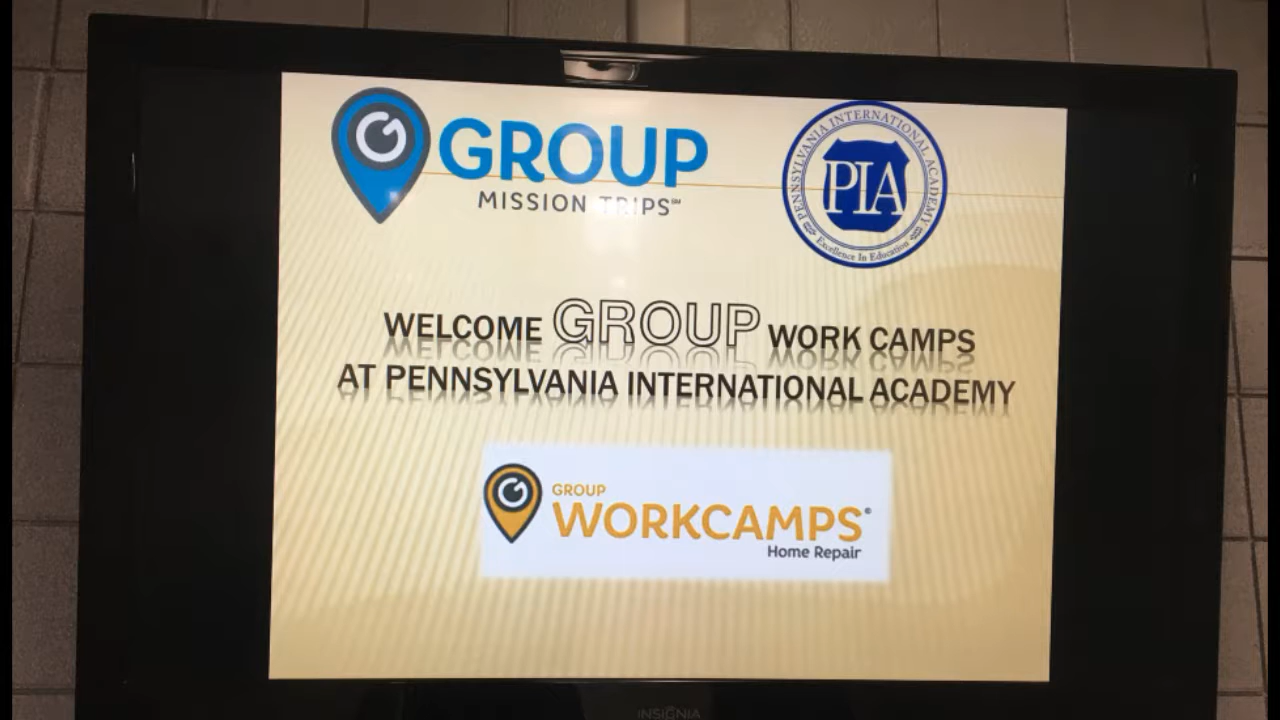 GROUP
MISSION TRIPS℠
PENNSYLVANIA INTERNATIONAL ACADEMY
PIA
Excellence In Education
WELCOME GROUP WORK CAMPS
AT PENNSYLVANIA INTERNATIONAL ACADEMY
GROUP
WORKCAMPS®
Home Repair
INSIGNIA